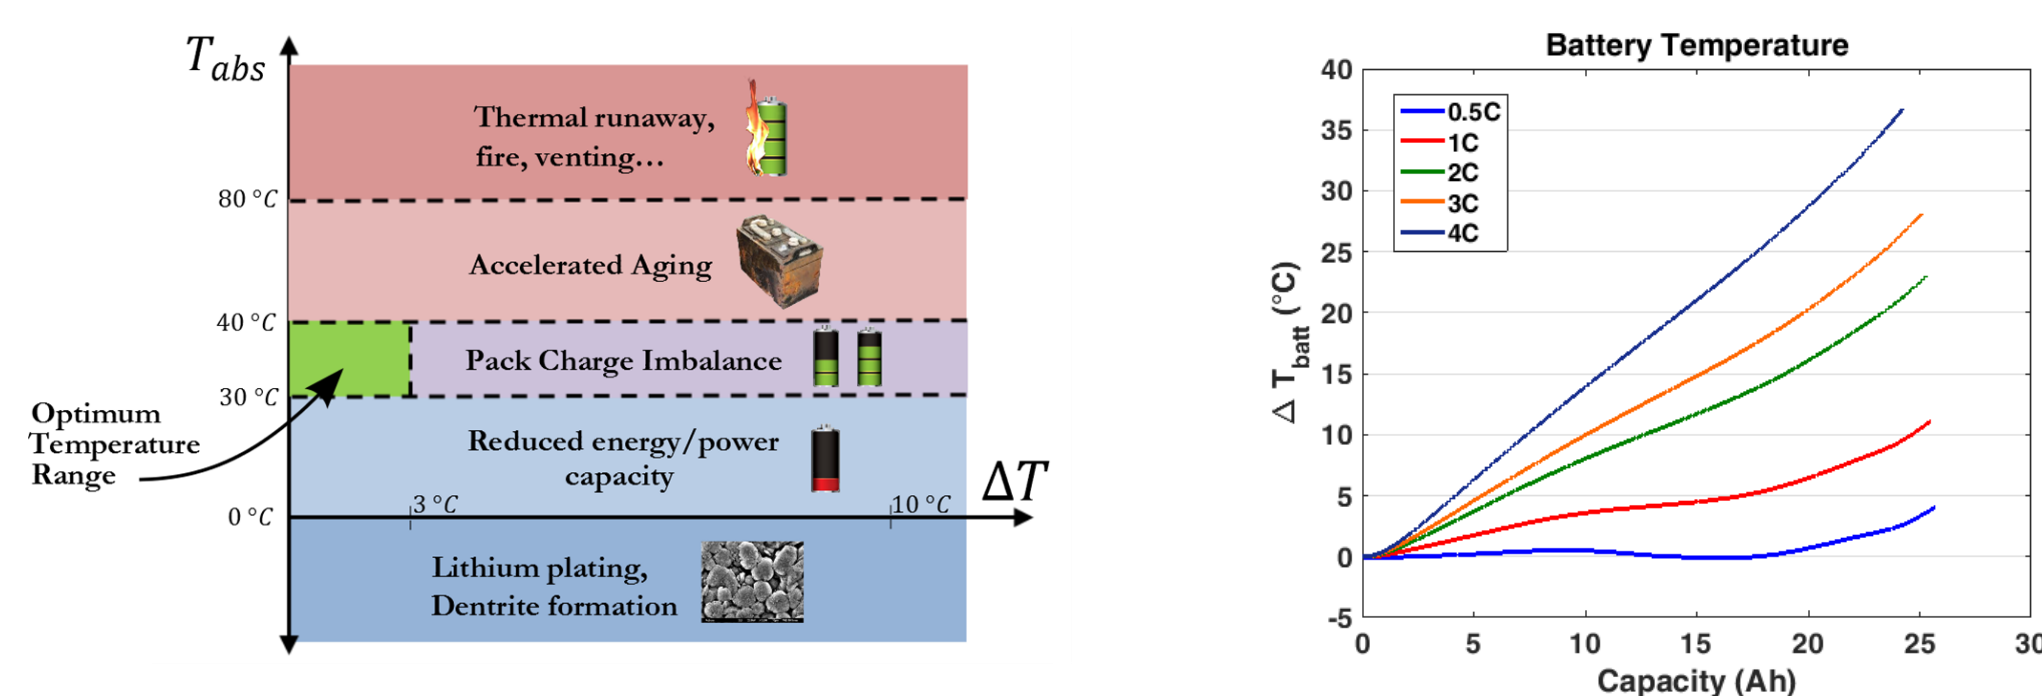 T_abs
Thermal runaway,
fire, venting...
80 °C
Accelerated Aging
40 °C
Pack Charge Imbalance
30 °C
Optimum
Temperature
Range
Reduced energy/power
capacity
3 °C
10 °C
ΔT
0 °C
Lithium plating,
Dentrite formation
Battery Temperature
40
35
30
25
20
15
10
5
0
-5
0.5C
1C
2C
3C
4C
Δ T_batt (°C)
0 5 10 15 20 25 30
Capacity (Ah)